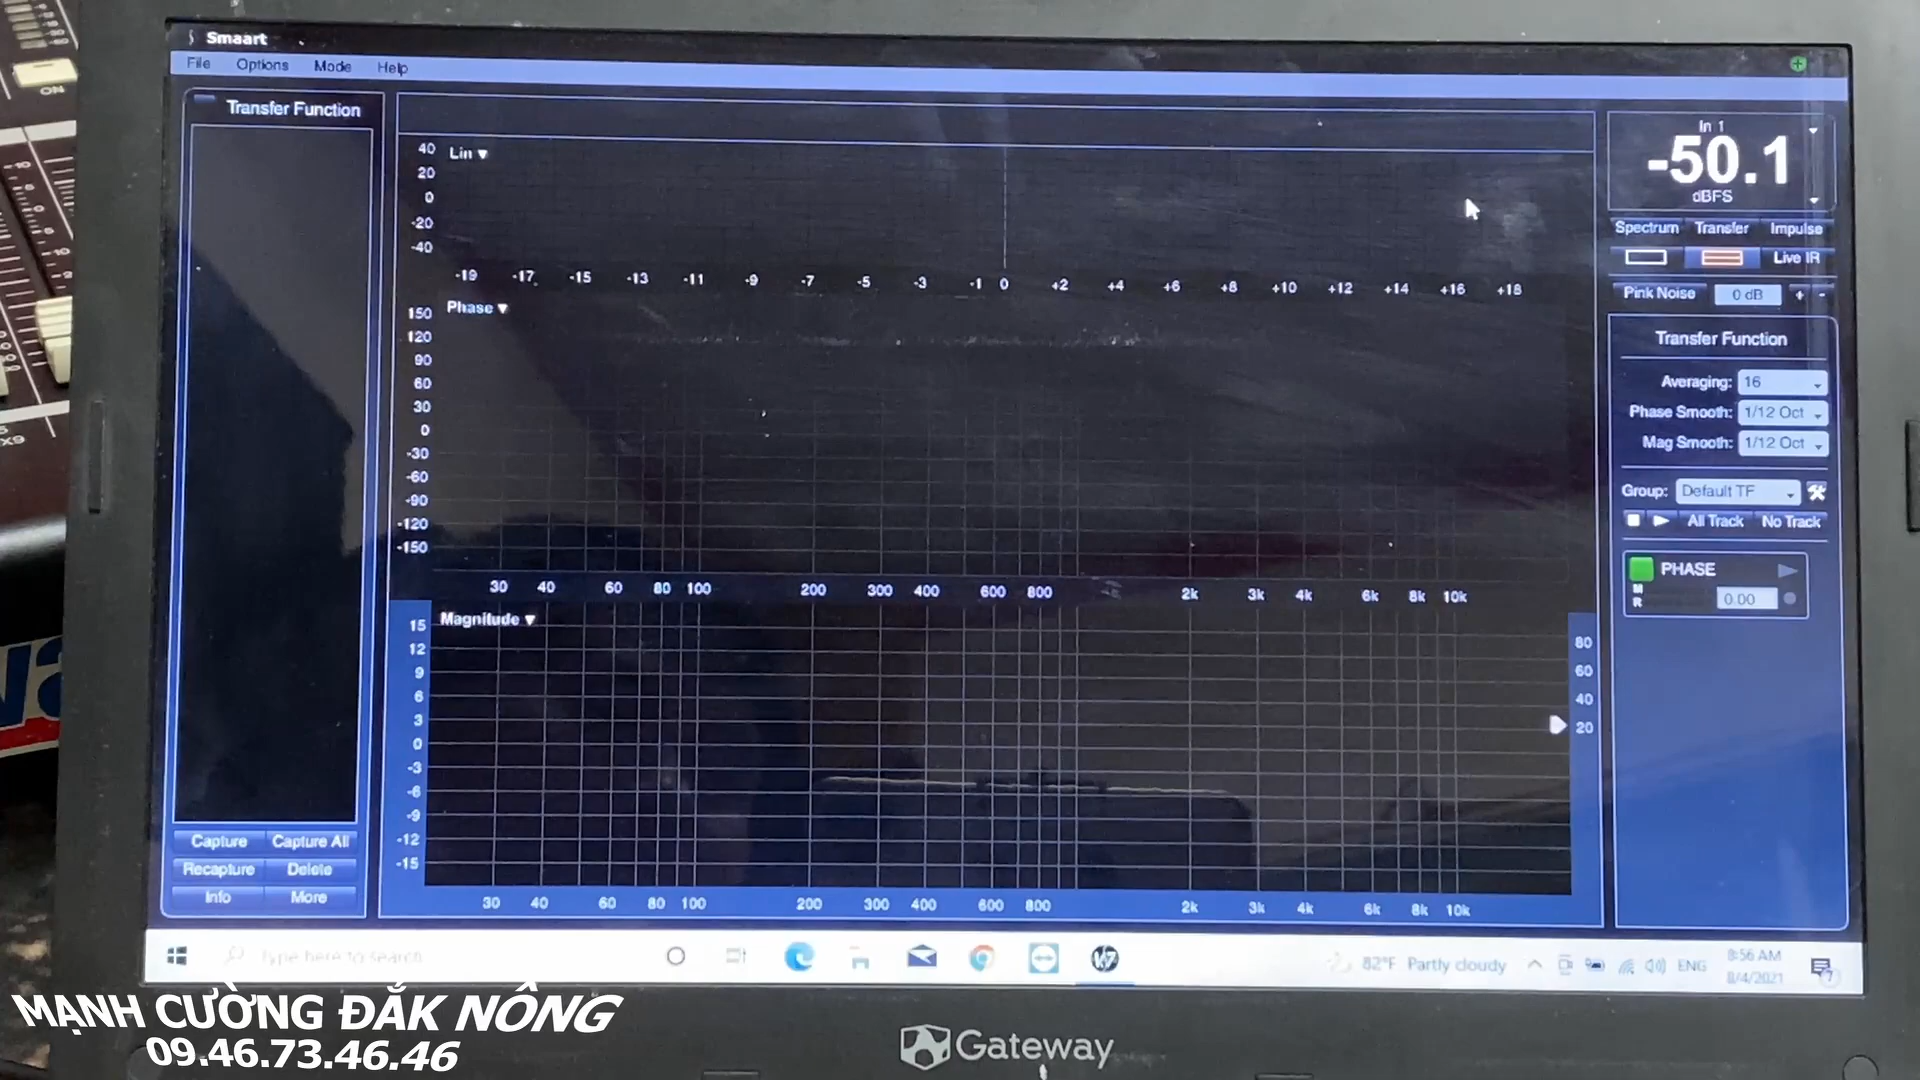 Smaart
File Options Mode Help
Transfer Function
In 1
-50.1
dBFS
40 Lin
20
0
-20
-40
-19 -17 -15 -13 -11 -9 -7 -5 -3 -1 0 +2 +4 +6 +8 +10 +12 +14 +16 +18
Spectrum Transfer Impulse
Live IR
Pink Noise 0 dB + -
150 Phase
120
90
60
30
0
-30
-60
-90
-120
-150
30 40 60 80 100 200 300 400 600 800 2k 3k 4k 6k 8k 10k
Transfer Function
Averaging: 16
Phase Smooth: 1/12 Oct
Mag Smooth: 1/12 Oct
Group: Default TF
All Track No Track
PHASE
M
R 0.00
15 Magnitude
12
9
6
3
0
-3
-6
-9
-12
-15
80
60
40
20
30 40 60 80 100 200 300 400 600 800 2k 3k 4k 6k 8k 10k
Capture Capture All
Recapture Delete
Info More
Type here to search
82°F Partly cloudy
ENG
8:56 AM
8/4/2021
ON
MẠNH CƯỜNG ĐẮK NÔNG
09.46.73.46.46
Gateway